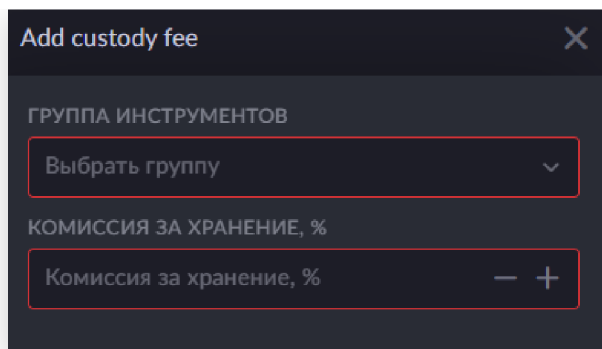 Add custody fee
ГРУППА ИНСТРУМЕНТОВ
Выбрать группу
КОМИССИЯ ЗА ХРАНЕНИЕ, %
Комиссия за хранение, %